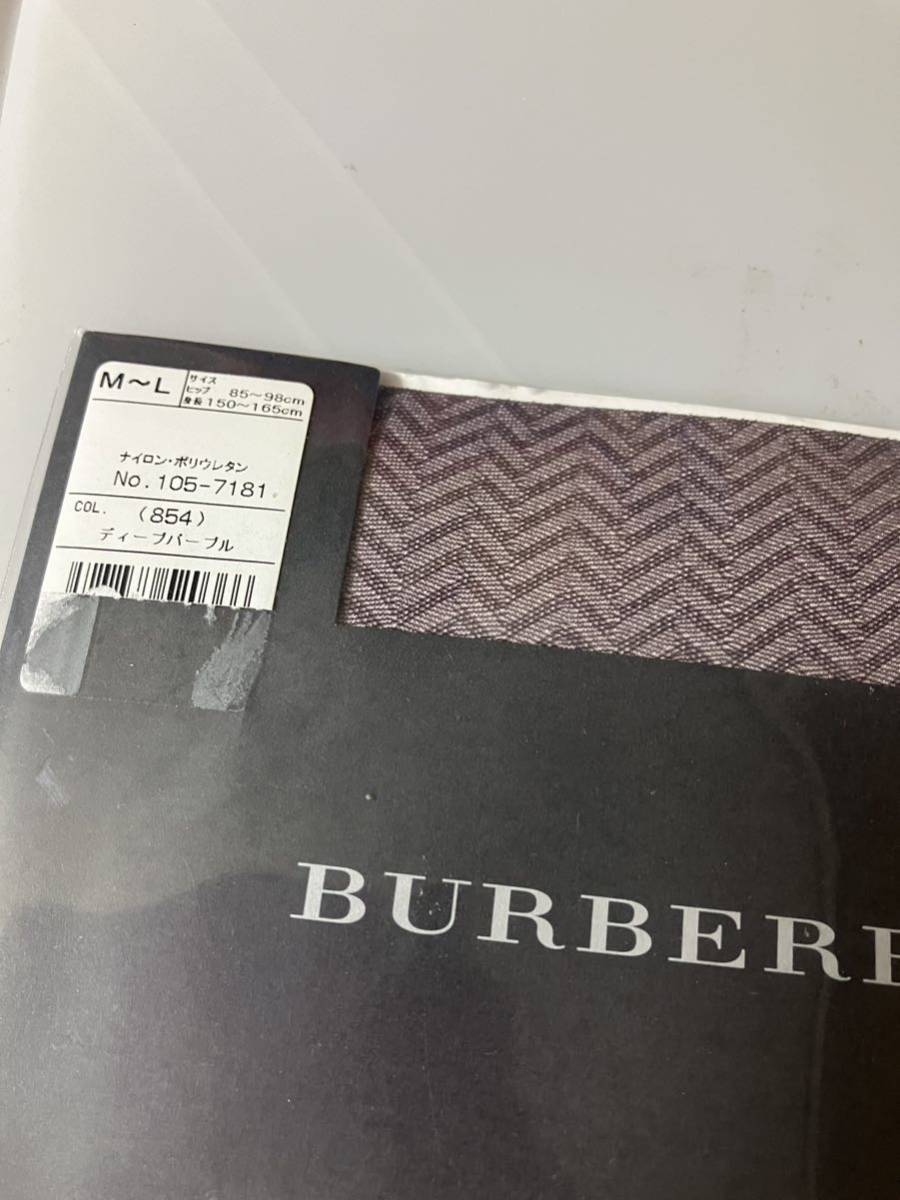 M～L
サイズ
ヒップ 85～98cm
身長 150～165cm
ナイロン・ポリウレタン
No.105-7181
COL. (854)
ディープパープル
BURBER